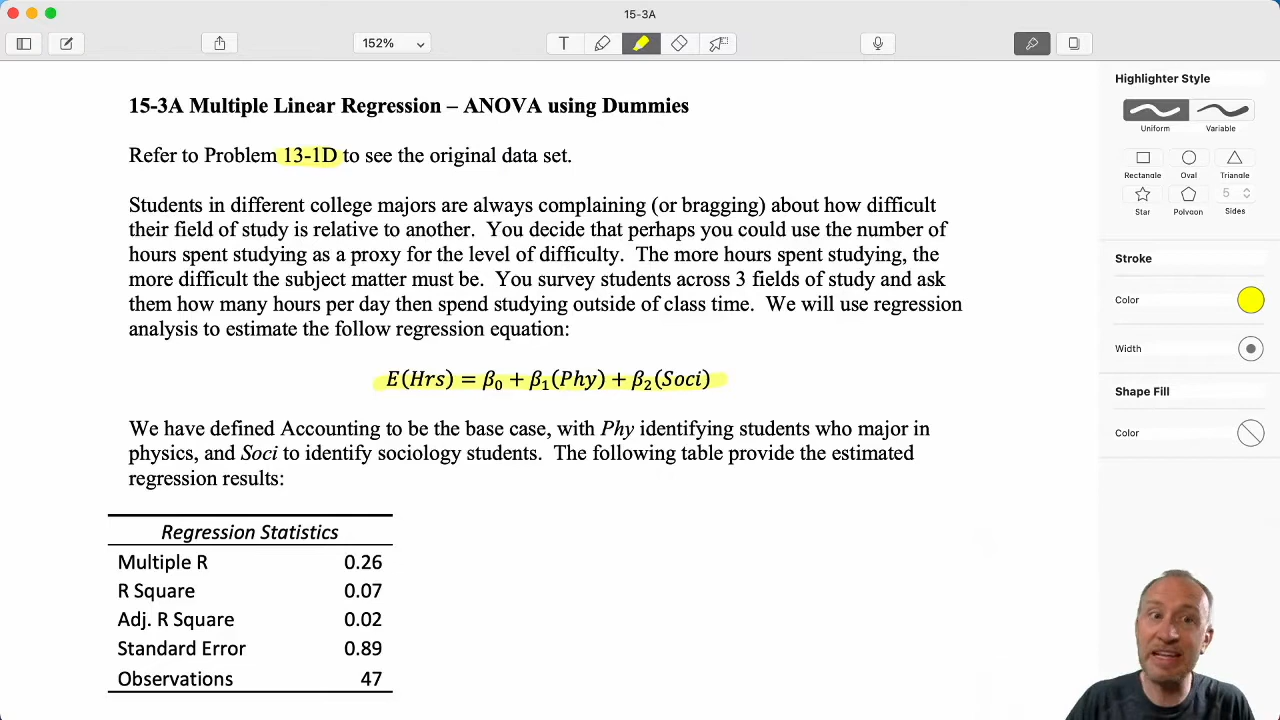 15-3A
152%
T
15-3A Multiple Linear Regression – ANOVA using Dummies
Refer to Problem 13-1D to see the original data set.
Students in different college majors are always complaining (or bragging) about how difficult
their field of study is relative to another. You decide that perhaps you could use the number of
hours spent studying as a proxy for the level of difficulty. The more hours spent studying, the
more difficult the subject matter must be. You survey students across 3 fields of study and ask
them how many hours per day then spend studying outside of class time. We will use regression
analysis to estimate the follow regression equation:
E(Hrs) = β₀ + β₁(Phy) + β₂(Soci)
We have defined Accounting to be the base case, with Phy identifying students who major in
physics, and Soci to identify sociology students. The following table provide the estimated
regression results:
Regression Statistics
Multiple R 0.26
R Square 0.07
Adj. R Square 0.02
Standard Error 0.89
Observations 47
Highlighter Style
Uniform Variable
Rectangle Oval Triangle
5
Star Polygon Sides
Stroke
Color
Width
Shape Fill
Color